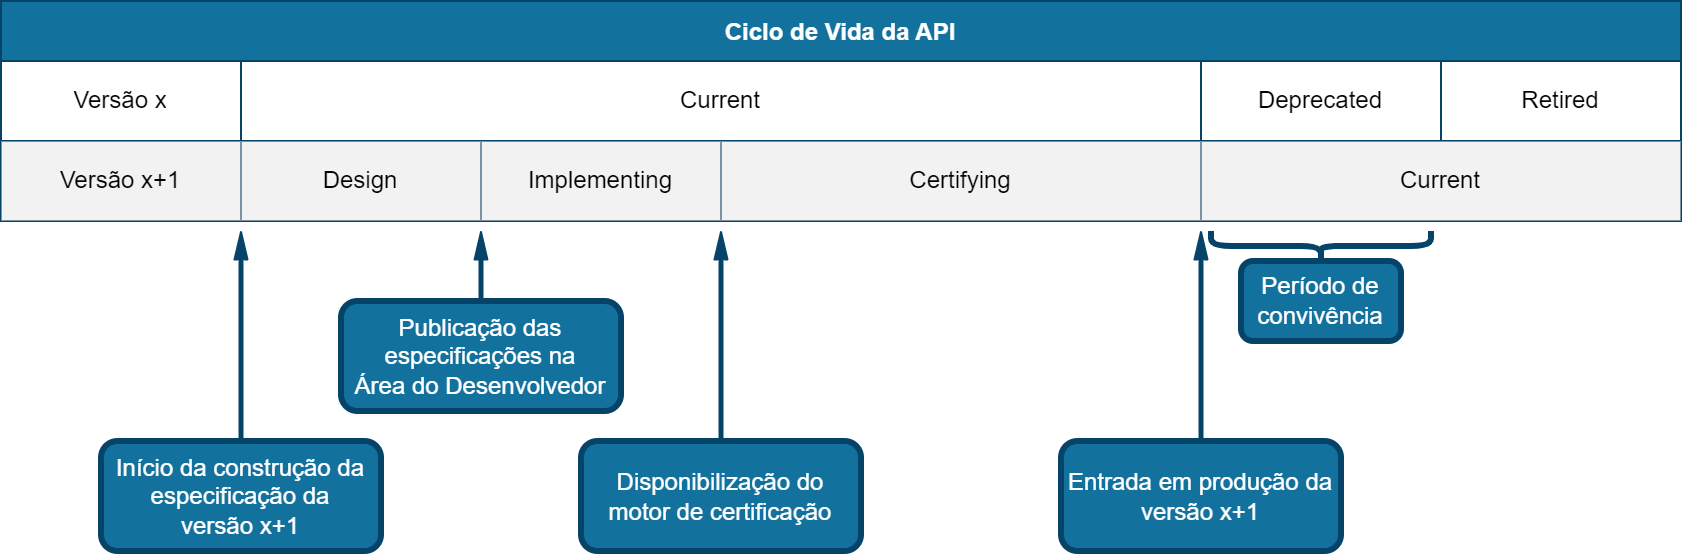 Ciclo de Vida da API
Versão x
Current
Deprecated
Retired
Versão x+1
Design
Implementing
Certifying
Current
Período de
convivência
Publicação das
especificações na
Área do Desenvolvedor
Início da construção da
especificação da
versão x+1
Disponibilização do
motor de certificação
Entrada em produção da
versão x+1